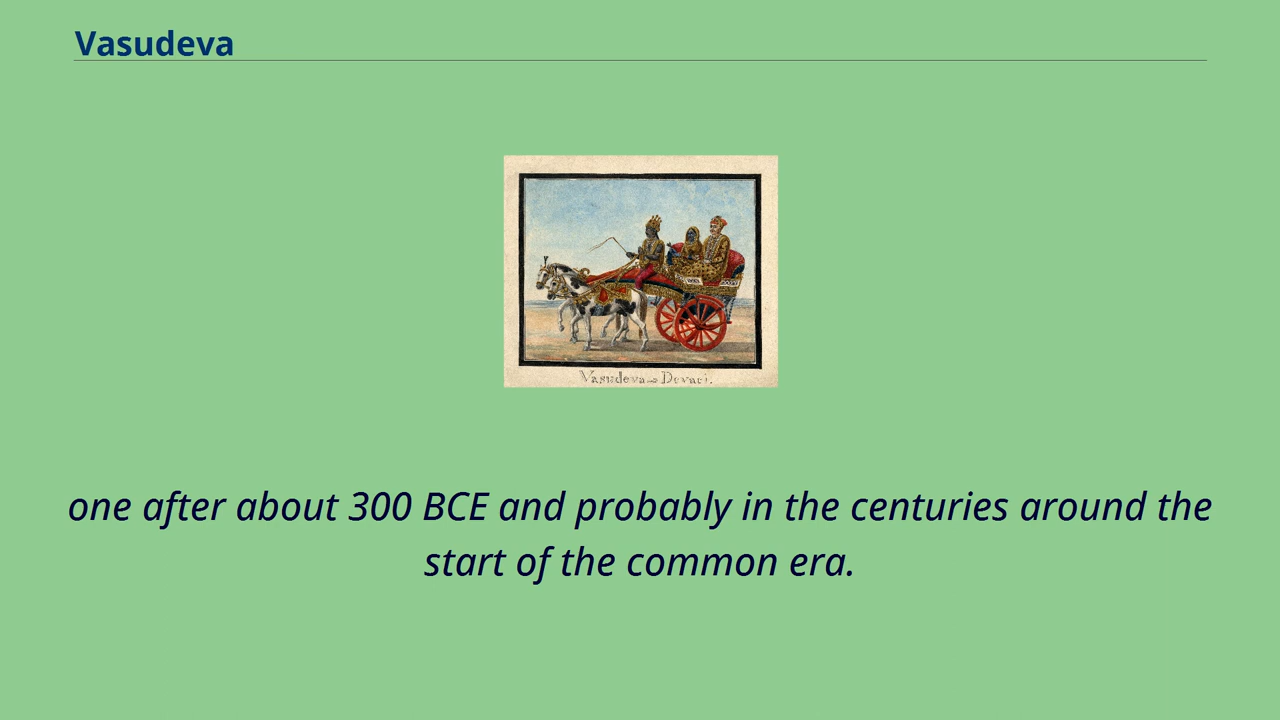 Vasudeva
Vasudeva
one after about 300 BCE and probably in the centuries around the
start of the common era.